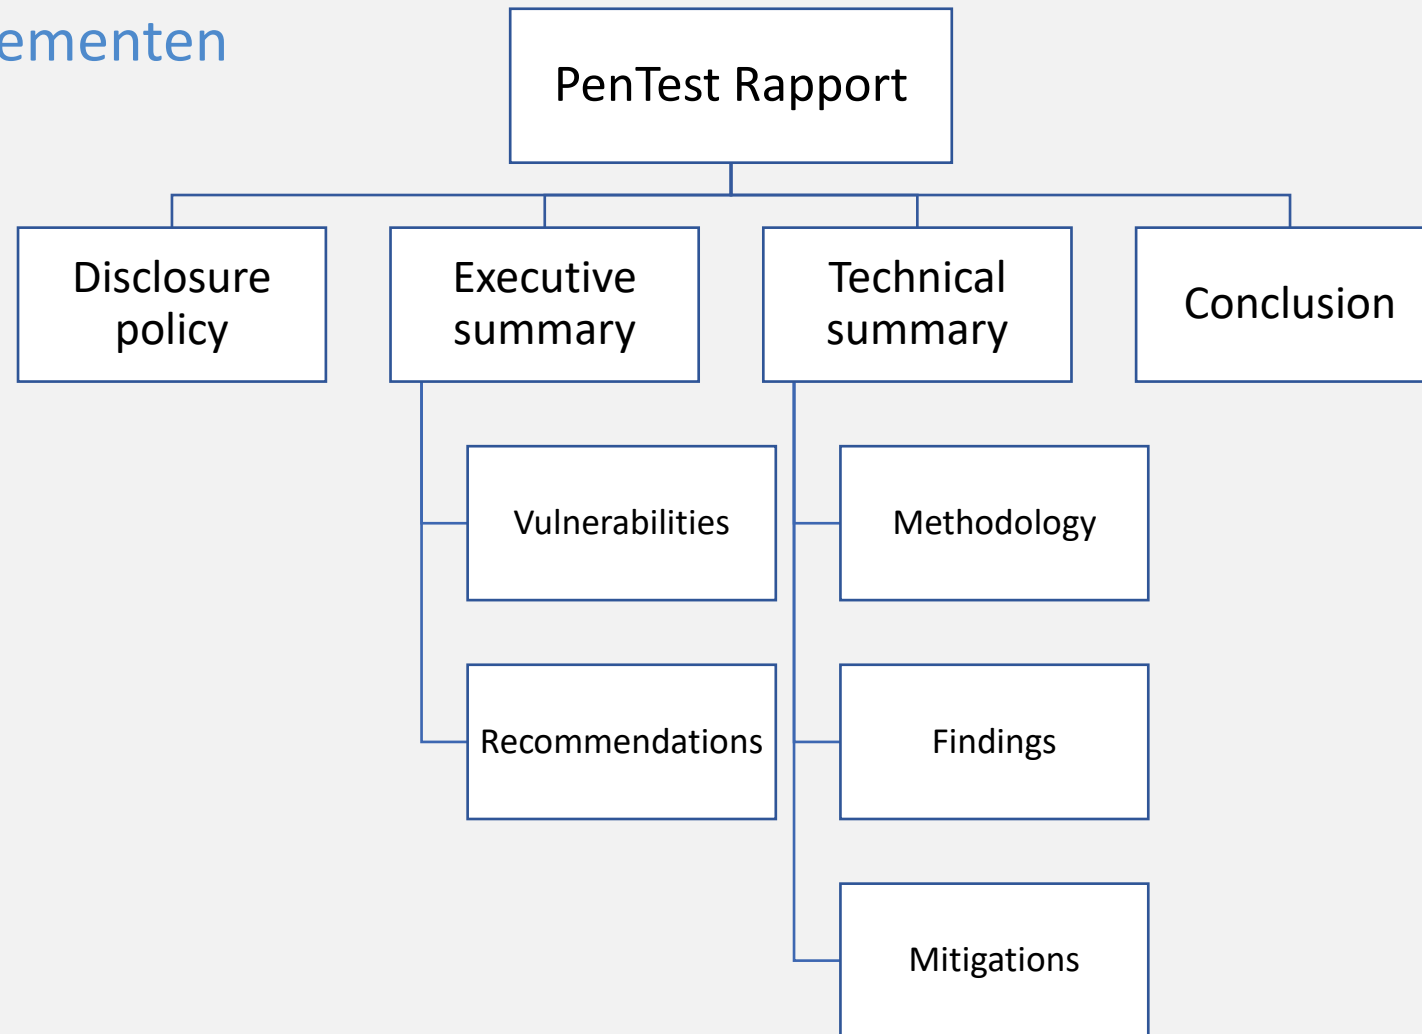 ementen
PenTest Rapport
Disclosure
policy
Executive
summary
Technical
summary
Conclusion
Vulnerabilities
Methodology
Recommendations
Findings
Mitigations